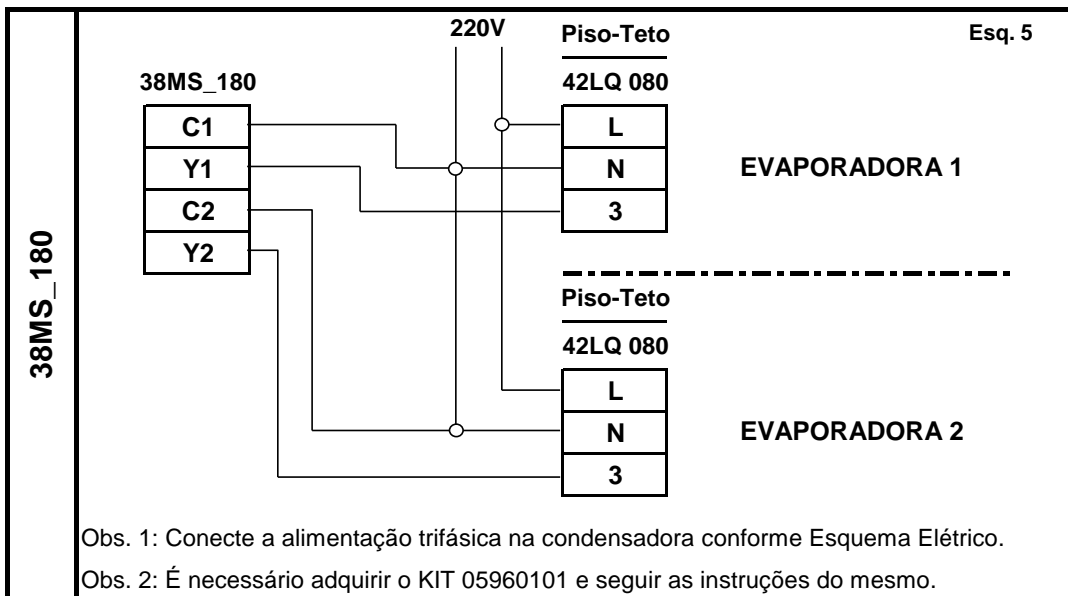 220V
Piso-Teto
Esq. 5
38MS_180
42LQ 080
C1
L
Y1
N
EVAPORADORA 1
C2
3
Y2
38MS_180
Piso-Teto
42LQ 080
L
N
EVAPORADORA 2
3
Obs. 1: Conecte a alimentação trifásica na condensadora conforme Esquema Elétrico.
Obs. 2: É necessário adquirir o KIT 05960101 e seguir as instruções do mesmo.